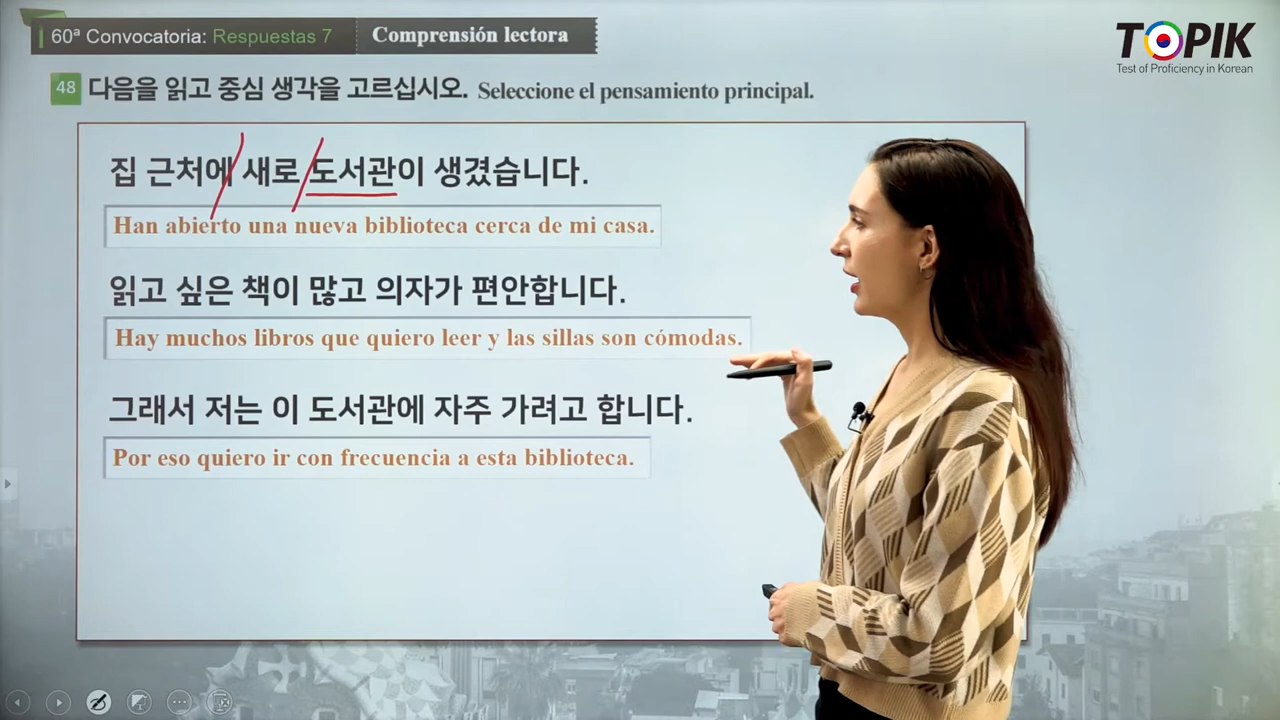 60ª Convocatoria: Respuestas 7 Comprensión lectora
TOPIK
Test of Proficiency in Korean
48 다음을 읽고 중심 생각을 고르십시오. Seleccione el pensamiento principal.
집 근처에 새로 도서관이 생겼습니다.
Han abierto una nueva biblioteca cerca de mi casa.
읽고 싶은 책이 많고 의자가 편안합니다.
Hay muchos libros que quiero leer y las sillas son cómodas.
그래서 저는 이 도서관에 자주 가려고 합니다.
Por eso quiero ir con frecuencia a esta biblioteca.